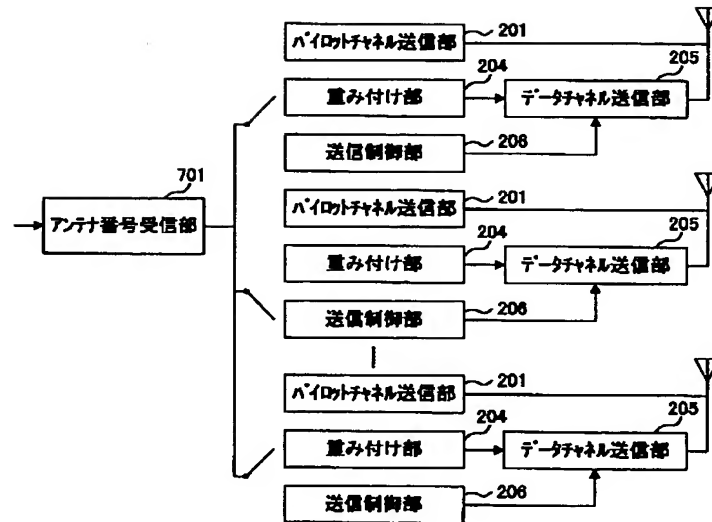 パイロットチャネル送信部
201
204
重み付け部
205
データチャネル送信部
送信制御部
206
701
アンテナ番号受信部
パイロットチャネル送信部
201
204
重み付け部
205
データチャネル送信部
送信制御部
206
パイロットチャネル送信部
201
204
重み付け部
205
データチャネル送信部
送信制御部
206